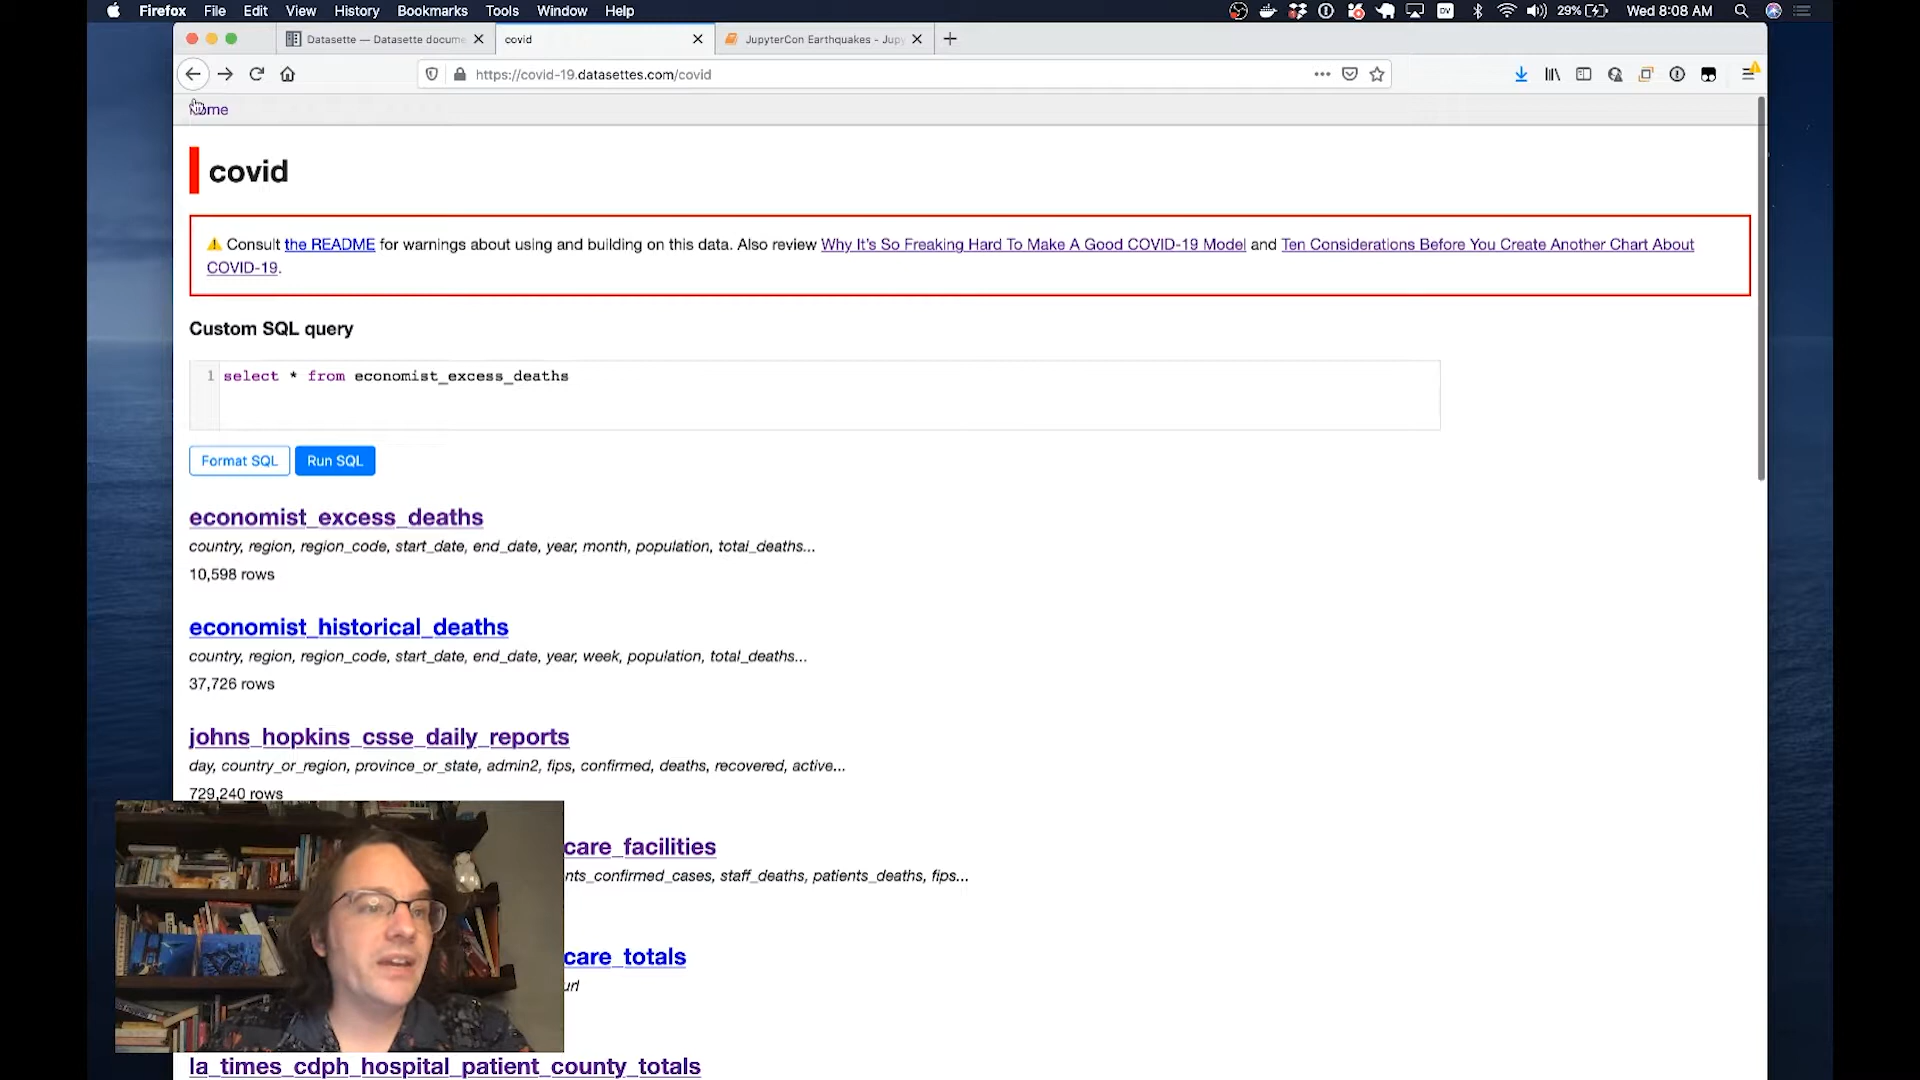 Firefox File Edit View History Bookmarks Tools Window Help 29% Wed 8:08 AM
Datasette — Datasette docume
covid
JupyterCon Earthquakes - Jupy
https://covid-19.datasettes.com/covid
home
covid
Consult the README for warnings about using and building on this data. Also review Why It's So Freaking Hard To Make A Good COVID-19 Model and Ten Considerations Before You Create Another Chart About
COVID-19.
Custom SQL query
1 select * from economist_excess_deaths
Format SQL Run SQL
economist_excess_deaths
country, region, region_code, start_date, end_date, year, month, population, total_deaths...
10,598 rows
economist_historical_deaths
country, region, region_code, start_date, end_date, year, week, population, total_deaths...
37,726 rows
johns_hopkins_csse_daily_reports
day, country_or_region, province_or_state, admin2, fips, confirmed, deaths, recovered, active...
729,240 rows
care_facilities
nts_confirmed_cases, staff_deaths, patients_deaths, fips...
care_totals
url
la_times_cdph_hospital_patient_county_totals